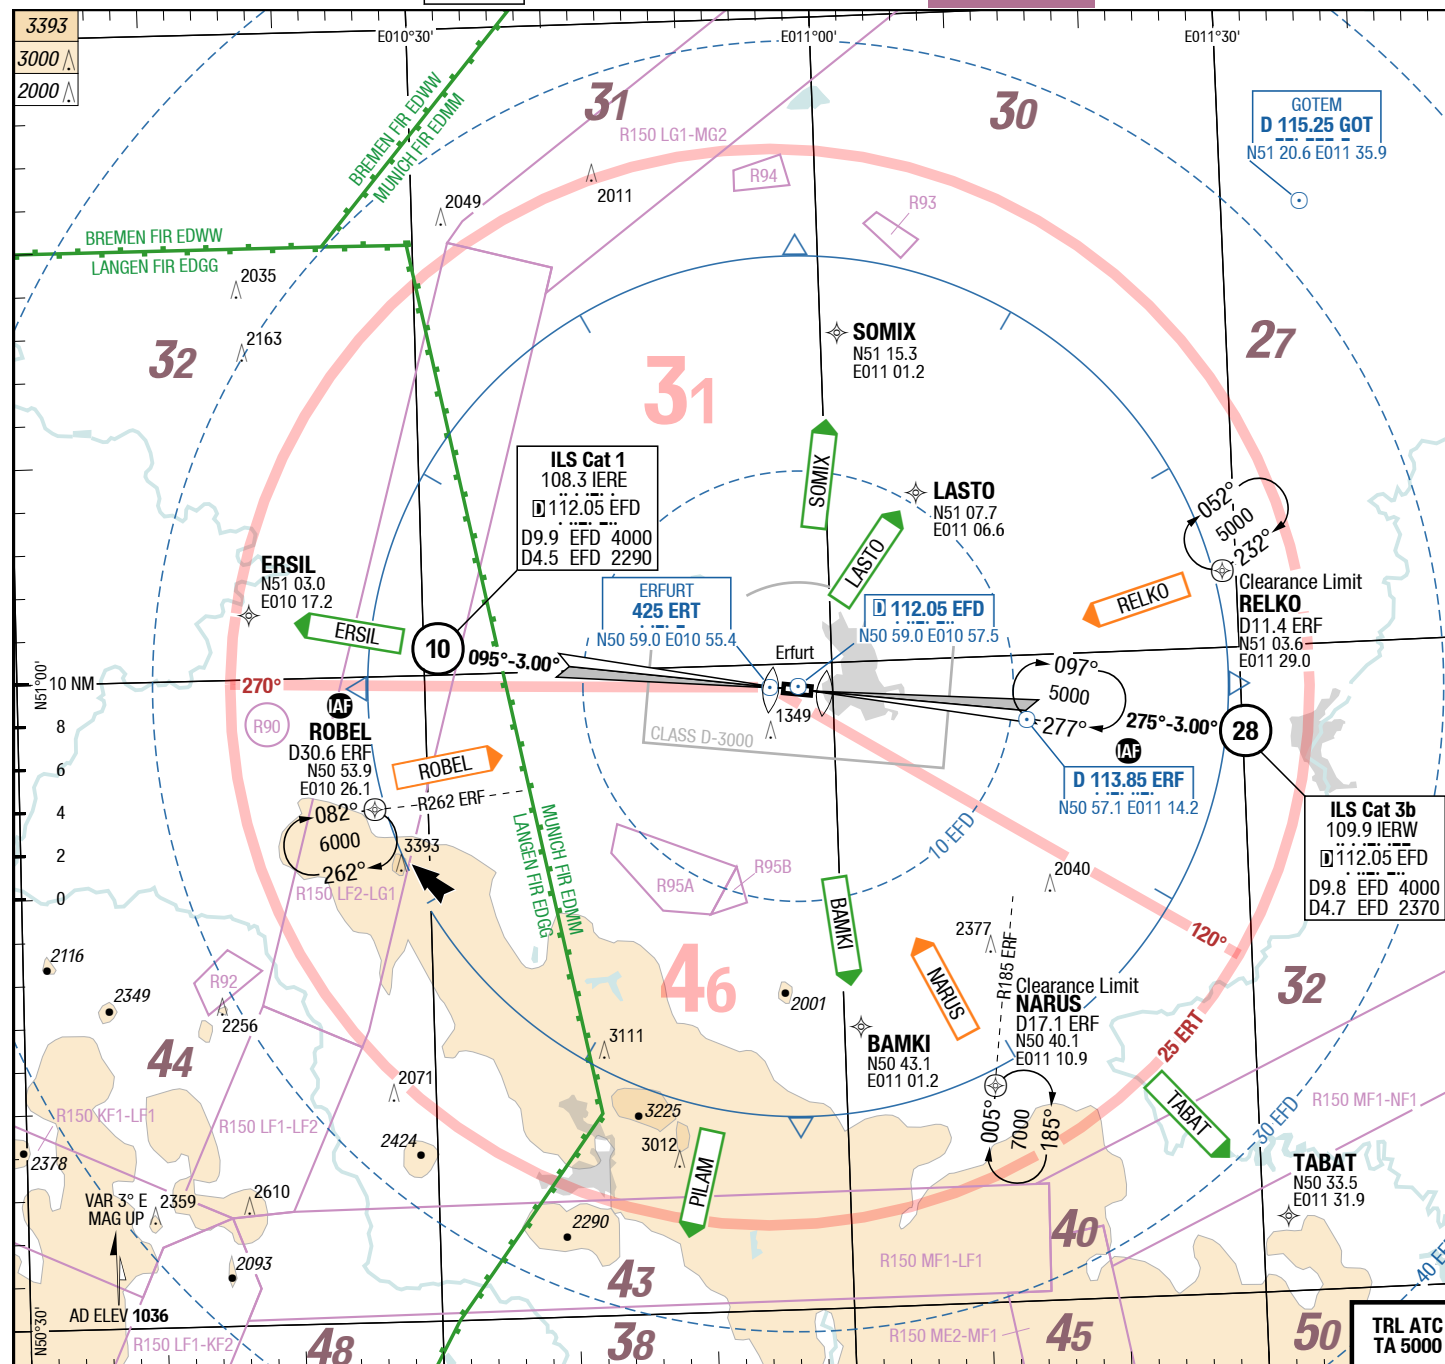 3393
3000
2000
E010°30'
E011°00'
E011°30'
BREMEN FIR EDWW
MUNICH FIR EDMM
31
R150 LG1-MG2
30
GOTEM
D 115.25 GOT
N51 20.6 E011 35.9
R94
R93
2011
2049
BREMEN FIR EDWW
LANGEN FIR EDGG
2035
2163
32
27
SOMIX
N51 15.3
E011 01.2
31
SOMIX
ILS Cat 1
108.3 IERE
D 112.05 EFD
D9.9 EFD 4000
D4.5 EFD 2290
LASTO
N51 07.7
E011 06.6
LASTO
052°
5000
232°
Clearance Limit
RELKO
D11.4 ERF
N51 03.6
E011 29.0
RELKO
ERSIL
N51 03.0
E010 17.2
ERSIL
ERFURT
425 ERT
N50 59.0 E010 55.4
D 112.05 EFD
N50 59.0 E010 57.5
10
095°-3.00°
Erfurt
097°
5000
277°
275°-3.00°
28
N51°00'
10 NM
8
6
4
2
0
270°
R90
IAF
ROBEL
D30.6 ERF
N50 53.9
E010 26.1
ROBEL
R262 ERF
1349
CLASS D-3000
IAF
D 113.85 ERF
N50 57.1 E011 14.2
ILS Cat 3b
109.9 IERW
D 112.05 EFD
D9.8 EFD 4000
D4.7 EFD 2370
082°
6000
262°
3393
R150 LF2-LG1
MUNICH FIR EDMM
LANGEN FIR EDGG
10 EFD
R95A
R95B
2040
BAMKI
2377
R185 ERF
120°
NARUS
2116
2349
R92
2256
46
2001
Clearance Limit
NARUS
D17.1 ERF
N50 40.1
E011 10.9
32
BAMKI
N50 43.1
E011 01.2
25 ERT
44
3111
2071
R150 KF1-LF1
R150 LF1-LF2
2424
3225
3012
005°
7000
185°
TABAT
R150 MF1-NF1
30 EFD
2378
PILAM
TABAT
N50 33.5
E011 31.9
VAR 3° E
MAG UP
2359
2610
2290
2093
40
R150 MF1-LF1
43
40 EF
AD ELEV 1036
N50°30'
R150 LF1-KF2
48
38
R150 ME2-MF1
45
50
TRL ATC
TA 5000